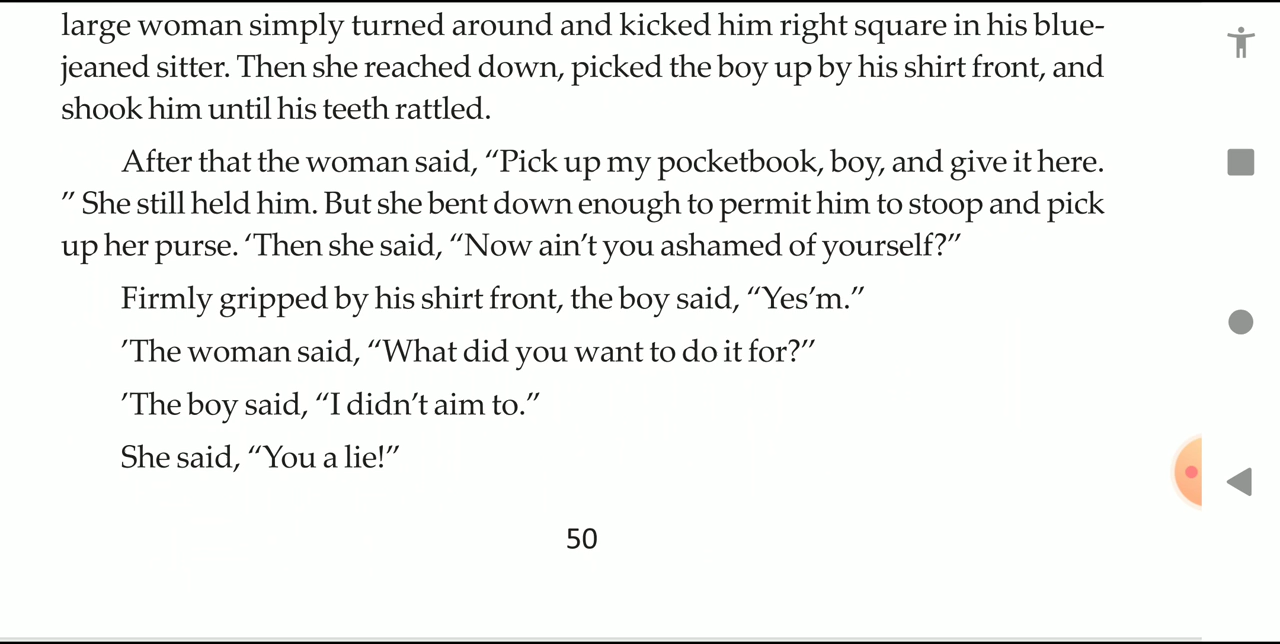 large woman simply turned around and kicked him right square in his blue-
jeaned sitter. Then she reached down, picked the boy up by his shirt front, and
shook him until his teeth rattled.
After that the woman said, “Pick up my pocketbook, boy, and give it here.
” She still held him. But she bent down enough to permit him to stoop and pick
up her purse. ‘Then she said, “Now ain’t you ashamed of yourself?”
Firmly gripped by his shirt front, the boy said, “Yes’m.”
’The woman said, “What did you want to do it for?”
’The boy said, “I didn’t aim to.”
She said, “You a lie!”
50